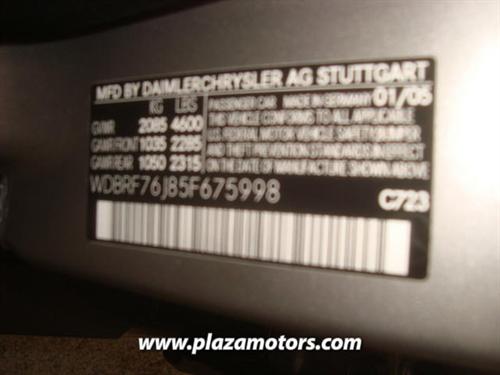 MFD BY DAIMLERCHRYSLER AG STUTTGART
KG LBS
GVWR 2085 4600
GAWR FRONT 1035 2285
GAWR REAR 1050 2315
PASSENGER CAR MADE IN GERMANY 01/05
THIS VEHICLE CONFORMS TO ALL APPLICABLE
U.S. FEDERAL MOTOR VEHICLE SAFETY, BUMPER
AND THEFT PREVENTION STANDARDS IN EFFECT
ON THE DATE OF MANUFACTURE SHOWN ABOVE
WDBRF76J85F675998
C723
www.plazamotors.com